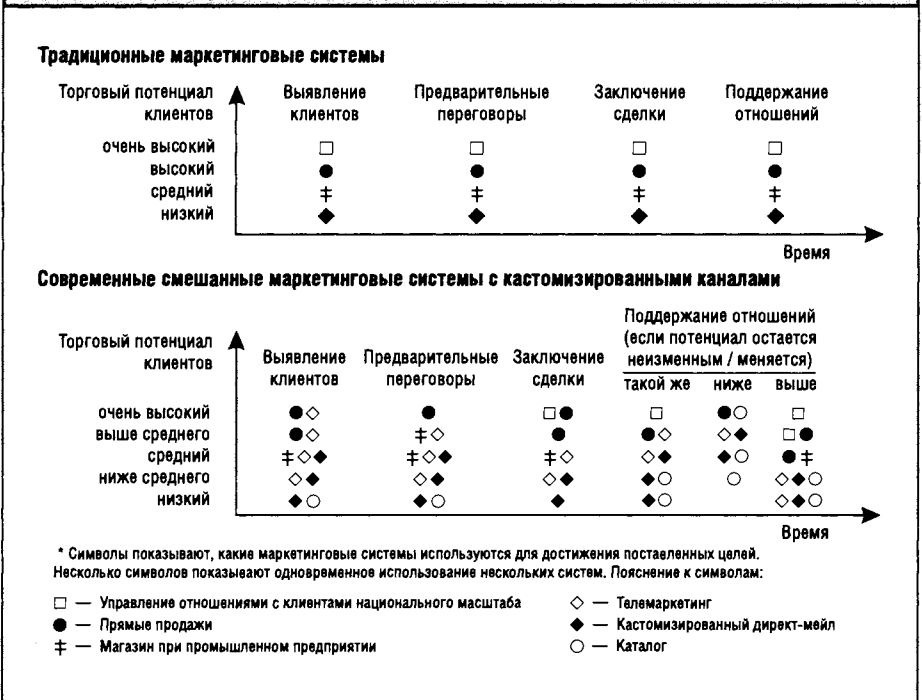 Традиционные маркетинговые системы
Торговый потенциал клиентов
Выявление клиентов
Предварительные переговоры
Заключение сделки
Поддержание отношений
очень высокий □ □ □ □
высокий ● ● ● ●
средний ‡ ‡ ‡ ‡
низкий ◆ ◆ ◆ ◆
Время
Современные смешанные маркетинговые системы с кастомизированными каналами
Поддержание отношений
(если потенциал остается
неизменным / меняется)
Торговый потенциал клиентов
Выявление клиентов
Предварительные переговоры
Заключение сделки
такой же ниже выше
очень высокий ●◇ ● □● □ ●○ □
выше среднего ●◇ ‡◇ ● ●◇ ◇◆ □●
средний ‡◇◆ ‡◇◆ ‡◇ ◇◆ ◆○ ●‡
ниже среднего ◇◆ ◇◆ ◇◆ ◆○ ○ ◇◆○
низкий ◆○ ◆○ ◆ ◆○ ◇◆○
Время
* Символы показывают, какие маркетинговые системы используются для достижения поставленных целей.
Несколько символов показывают одновременное использование нескольких систем. Пояснение к символам:
□ — Управление отношениями с клиентами национального масштаба
● — Прямые продажи
‡ — Магазин при промышленном предприятии
◇ — Телемаркетинг
◆ — Кастомизированный директ-мейл
○ — Каталог